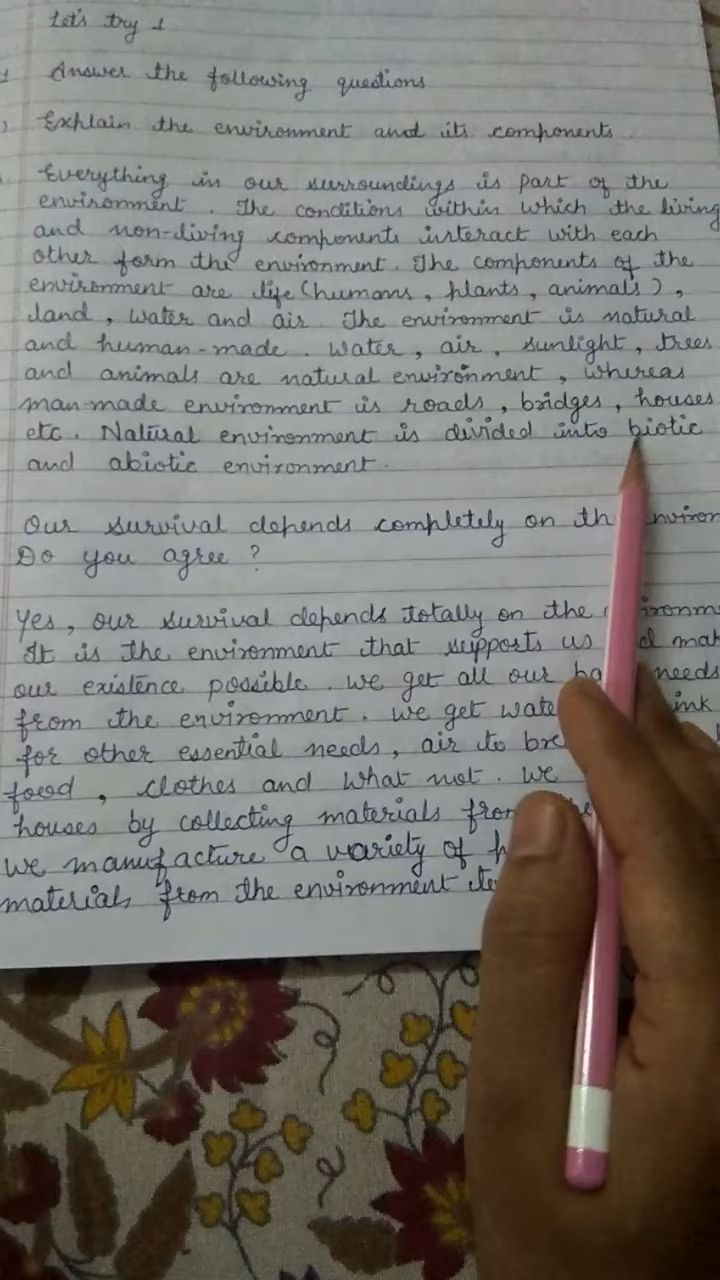 Let's try 1
Answer the following questions
Explain the environment and its components.
Everything in our surroundings is part of the
environment. The conditions within which the living
and non-living components interact with each
other form the environment. The components of the
environment are life (humans, plants, animals),
land, water and air. The environment is natural
and human-made. Water, air, sunlight, trees
and animals are natural environment, whereas
man-made environment is roads, bridges, houses
etc. Natural environment is divided into biotic
and abiotic environment.
Our survival depends completely on
Do you agree?
Yes, our survival depends totally on the
It is the environment that supports us
our existence possible. We get all our needs
from the environment. We get
for other essential needs, air to
food, clothes and what not. We
houses by collecting materials
We manufacture a variety of
materials from the environment